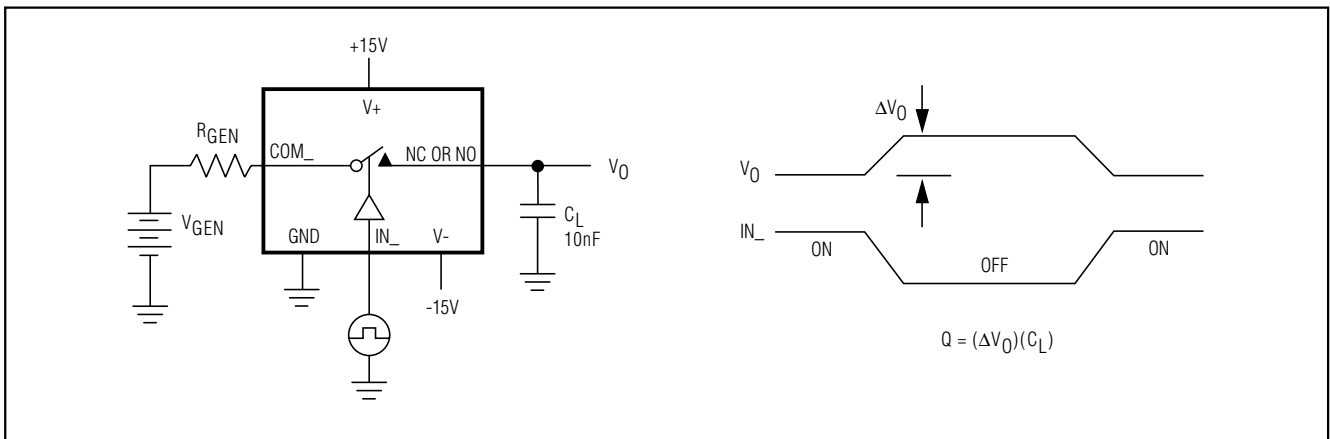 +15V
V+
RGEN
COM_
NC OR NO
VO
VGEN
GND
IN_
V-
CL
10nF
-15V
ΔVO
VO
IN_
ON
OFF
ON
Q = (ΔVO)(CL)